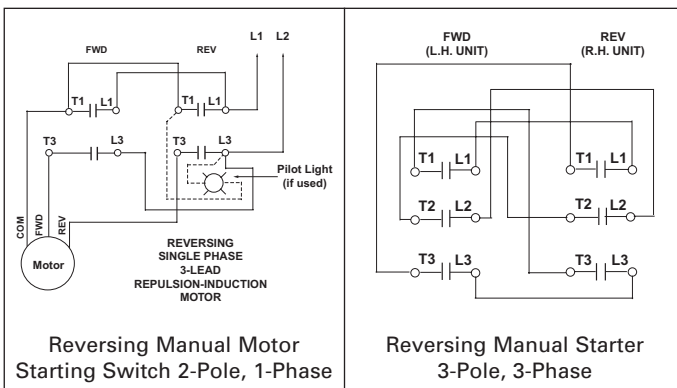 L1 L2
FWD REV
T1 L1 T1 L1
T3 L3 T3 L3
Pilot Light
(if used)
COM
FWD
REV
Motor
REVERSING
SINGLE PHASE
3-LEAD
REPULSION-INDUCTION
MOTOR
Reversing Manual Motor
Starting Switch 2-Pole, 1-Phase
FWD
(L.H. UNIT)
REV
(R.H. UNIT)
T1 L1 T1 L1
T2 L2 T2 L2
T3 L3 T3 L3
Reversing Manual Starter
3-Pole, 3-Phase